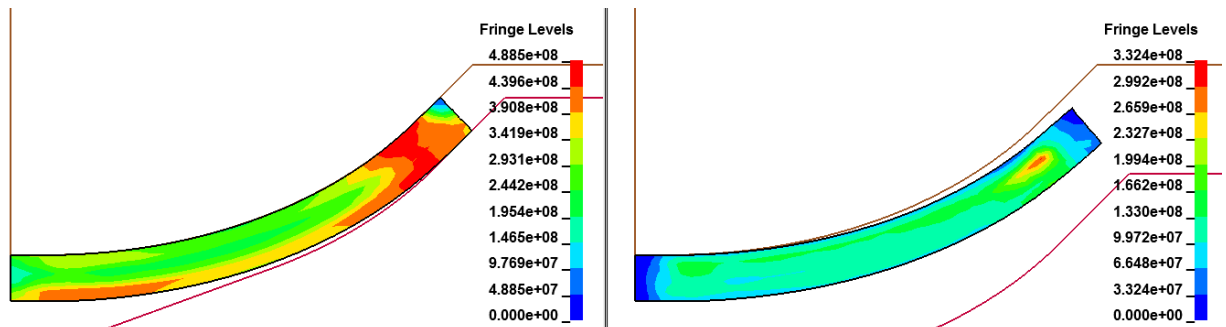 Fringe Levels
4.885e+08
4.396e+08
3.908e+08
3.419e+08
2.931e+08
2.442e+08
1.954e+08
1.465e+08
9.769e+07
4.885e+07
0.000e+00
Fringe Levels
3.324e+08
2.992e+08
2.659e+08
2.327e+08
1.994e+08
1.662e+08
1.330e+08
9.972e+07
6.648e+07
3.324e+07
0.000e+00